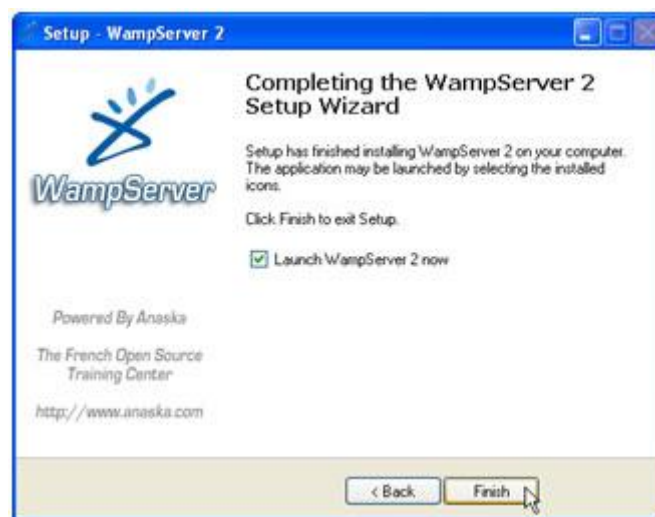 Setup - WampServer 2
WampServer
Powered By Anaska
The French Open Source
Training Center
http://www.anaska.com
Completing the WampServer 2
Setup Wizard
Setup has finished installing WampServer 2 on your computer.
The application may be launched by selecting the installed
icons.
Click Finish to exit Setup.
Launch WampServer 2 now
< Back
Finish